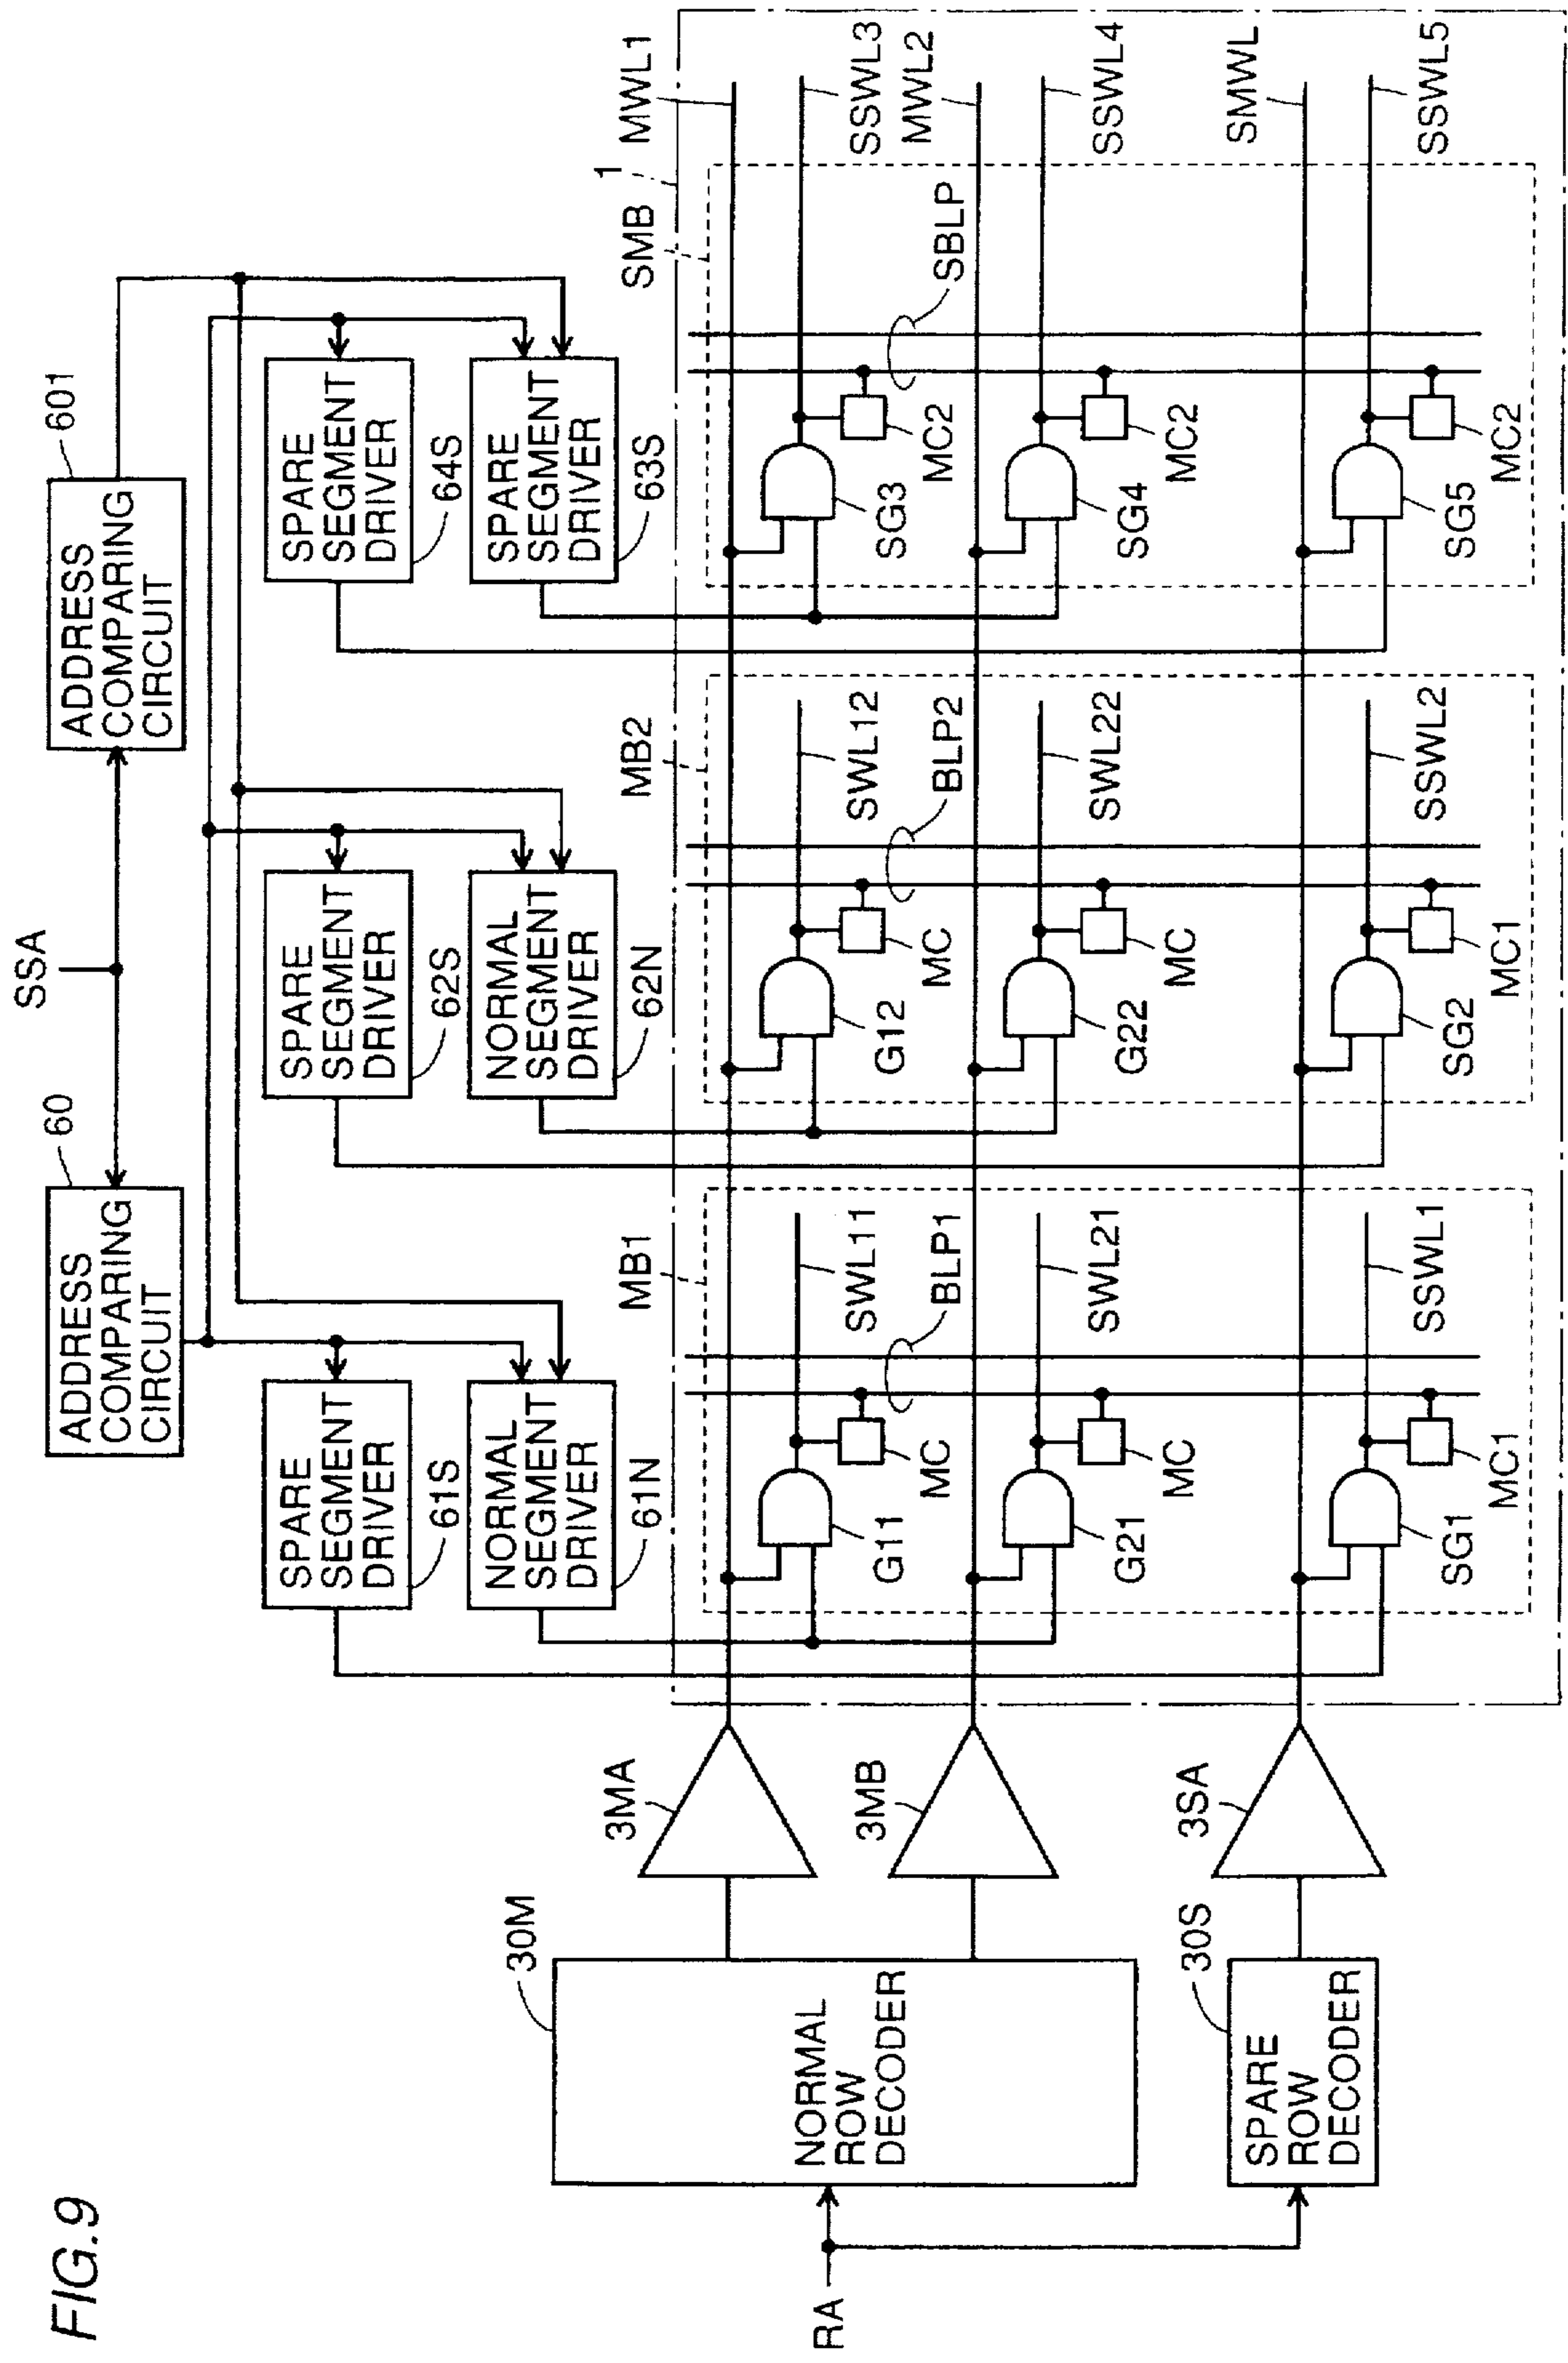 FIG.9
SSA
60
601
ADDRESS
COMPARING
CIRCUIT
ADDRESS
COMPARING
CIRCUIT
SPARE
SEGMENT
DRIVER
61S
SPARE
SEGMENT
DRIVER
62S
SPARE
SEGMENT
DRIVER
64S
NORMAL
SEGMENT
DRIVER
61N
NORMAL
SEGMENT
DRIVER
62N
SPARE
SEGMENT
DRIVER
63S
30M
3MA
MB1
MB2
SMB
1
MWL1
NORMAL
ROW
DECODER
G11
MC
SWL11
G12
MC
SWL12
SG3
MC2
SSWL3
3MB
BLP1
BLP2
SBLP
MWL2
RA
G21
MC
SWL21
G22
MC
SWL22
SG4
MC2
SSWL4
30S
3SA
SMWL
SPARE
ROW
DECODER
SG1
MC1
SSWL1
SG2
MC1
SSWL2
SG5
MC2
SSWL5